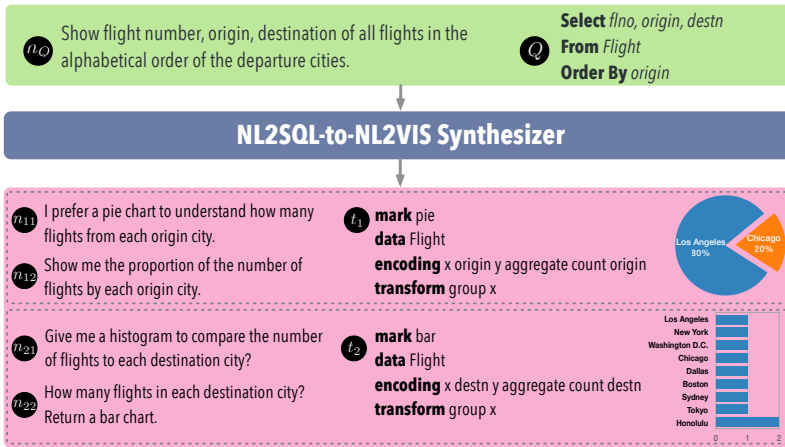 n_Q Show flight number, origin, destination of all flights in the
alphabetical order of the departure cities.
Q Select flno, origin, destn
From Flight
Order By origin
NL2SQL-to-NL2VIS Synthesizer
n_11 I prefer a pie chart to understand how many
flights from each origin city.
n_12 Show me the proportion of the number of
flights by each origin city.
t_1 mark pie
data Flight
encoding x origin y aggregate count origin
transform group x
Los Angeles
80%
Chicago
20%
n_21 Give me a histogram to compare the number
of flights to each destination city?
n_22 How many flights in each destination city?
Return a bar chart.
t_2 mark bar
data Flight
encoding x destn y aggregate count destn
transform group x
Los Angeles
New York
Washington D.C.
Chicago
Dallas
Boston
Sydney
Tokyo
Honolulu
0 1 2